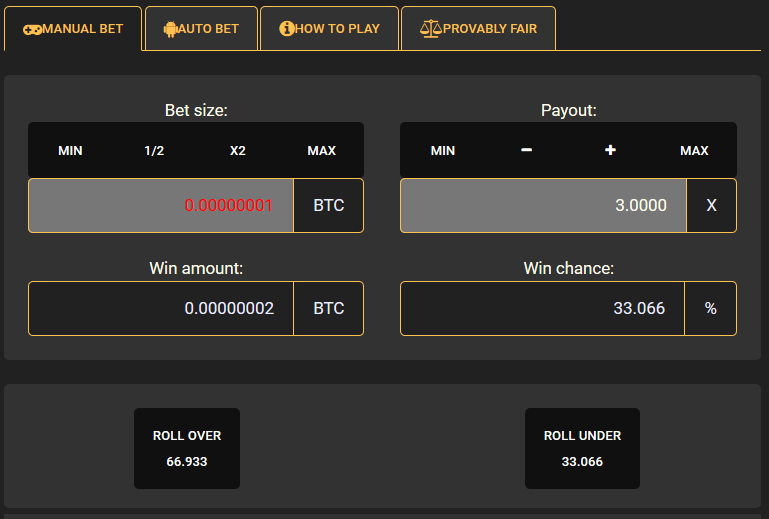 MANUAL BET AUTO BET HOW TO PLAY PROVABLY FAIR
Bet size: Payout:
MIN 1/2 X2 MAX MIN − + MAX
0.00000001 BTC 3.0000 X
Win amount: Win chance:
0.00000002 BTC 33.066 %
ROLL OVER ROLL UNDER
66.933 33.066